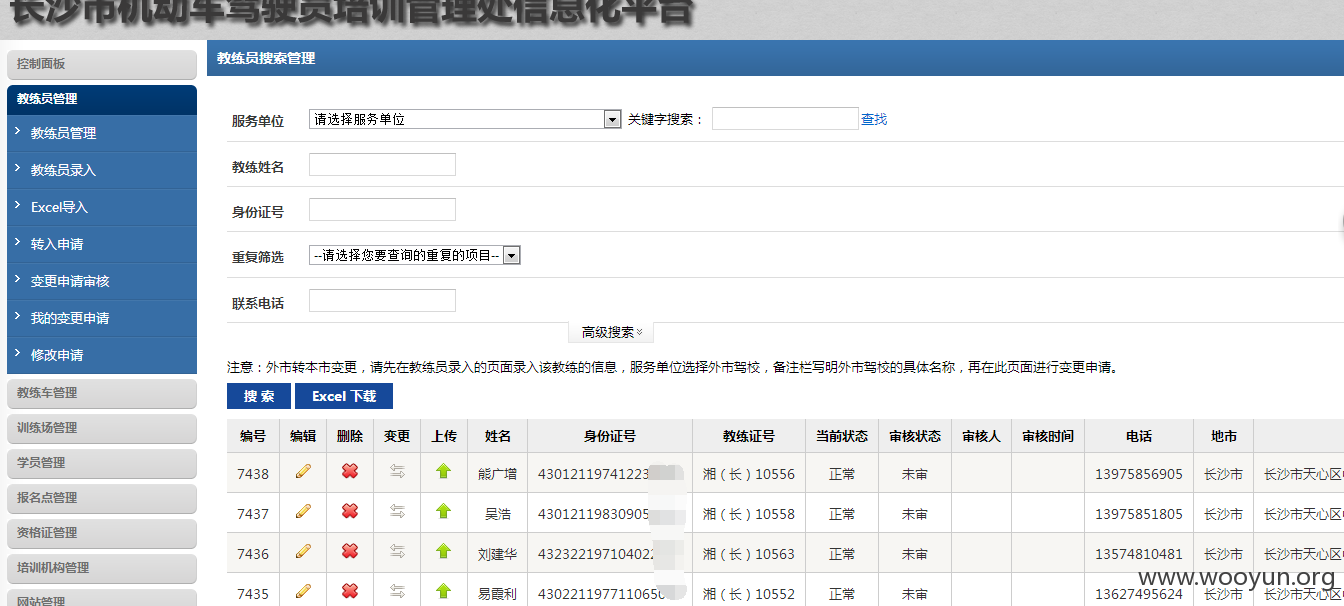 长沙市机动车驾驶员培训管理处信息化平台
控制面板
教练员管理
教练员管理
教练员录入
Excel导入
转入申请
变更申请审核
我的变更申请
修改申请
教练车管理
训练场管理
学员管理
报名点管理
资格证管理
培训机构管理
网站管理
教练员搜索管理
服务单位 请选择服务单位 关键字搜索： 查找
教练姓名
身份证号
重复筛选 --请选择您要查询的重复的项目--
联系电话
高级搜索
注意：外市转本市变更，请先在教练员录入的页面录入该教练的信息，服务单位选择外市驾校，备注栏写明外市驾校的具体名称，再在此页面进行变更申请。
搜 索 Excel 下载
编号 编辑 删除 变更 上传 姓名 身份证号 教练证号 当前状态 审核状态 审核人 审核时间 电话 地市
7438 熊广增 43012119741223 湘（长）10556 正常 未审 13975856905 长沙市 长沙市天心区
7437 吴浩 43012119830905 湘（长）10558 正常 未审 13975851805 长沙市 长沙市天心区
7436 刘建华 43232219710402 湘（长）10563 正常 未审 13574810481 长沙市 长沙市天心区
7435 易霞利 43022119771106 湘（长）10552 正常 未审 13627495624 长沙市 长沙市天心区
www.wooyun.org